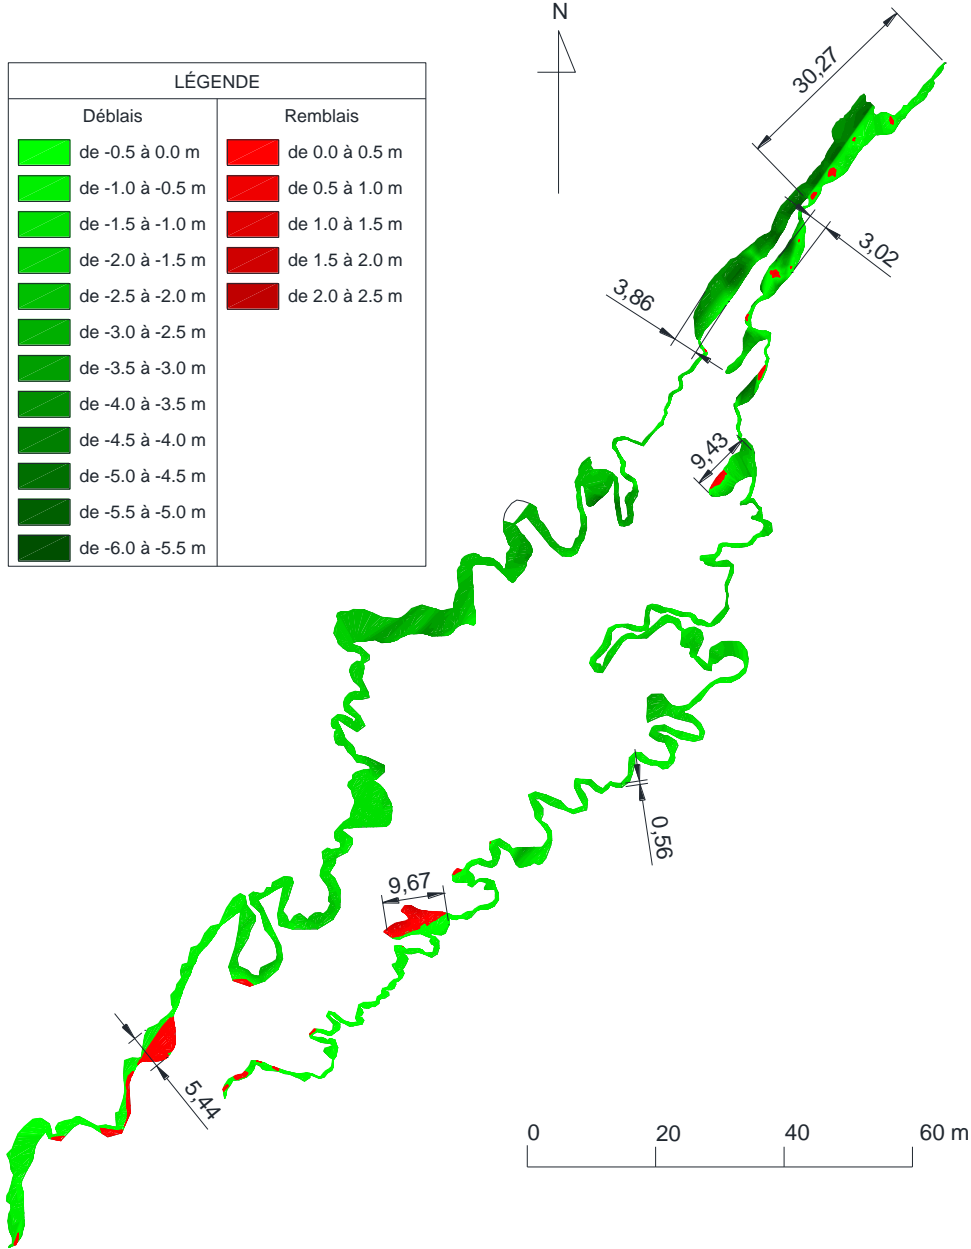 N
LÉGENDE
Déblais
Remblais
de -0.5 à 0.0 m
de 0.0 à 0.5 m
de -1.0 à -0.5 m
de 0.5 à 1.0 m
de -1.5 à -1.0 m
de 1.0 à 1.5 m
de -2.0 à -1.5 m
de 1.5 à 2.0 m
de -2.5 à -2.0 m
de 2.0 à 2.5 m
de -3.0 à -2.5 m
de -3.5 à -3.0 m
de -4.0 à -3.5 m
de -4.5 à -4.0 m
de -5.0 à -4.5 m
de -5.5 à -5.0 m
de -6.0 à -5.5 m
30,27
3,02
3,86
9,43
0,56
9,67
5,44
0 20 40 60 m